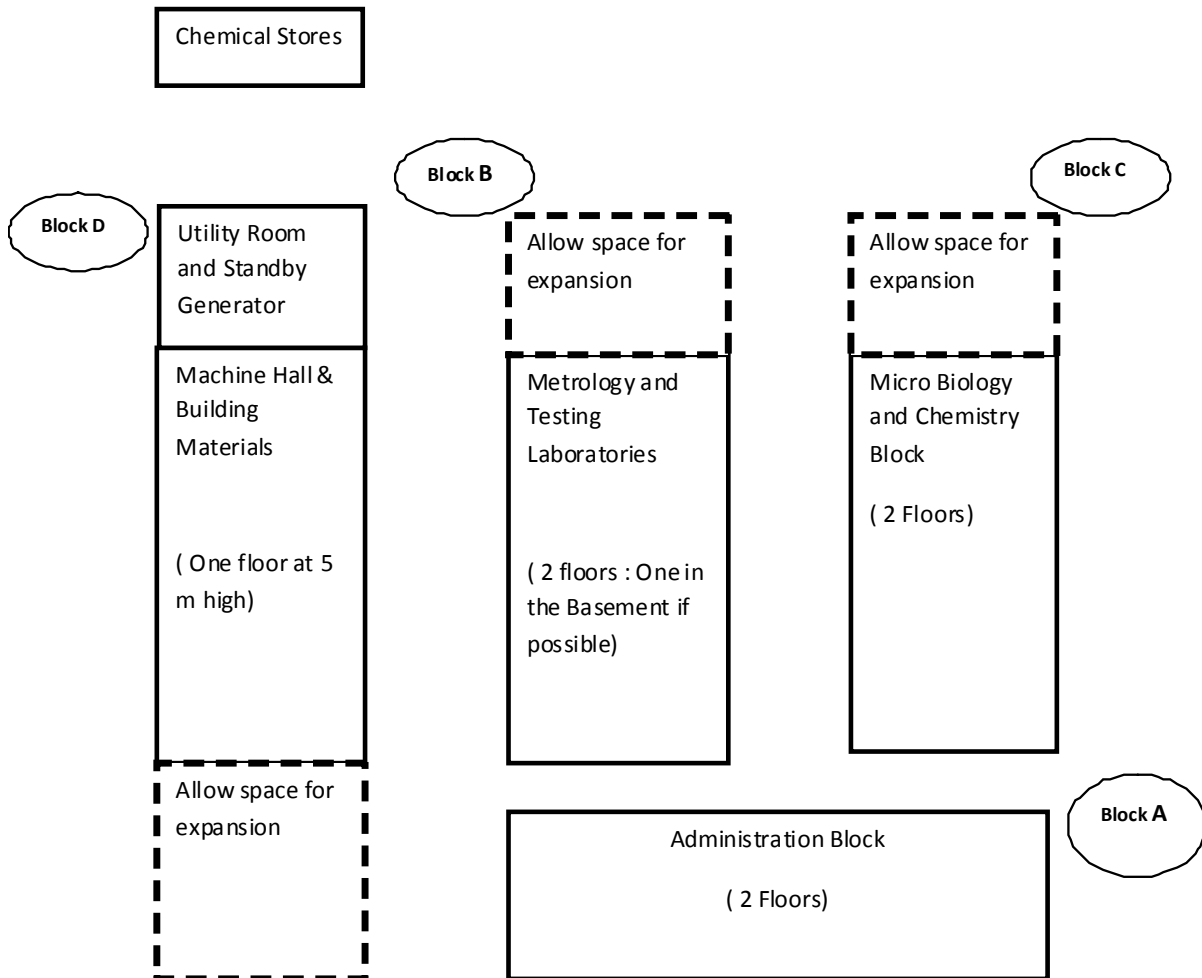 Chemical Stores
Block B
Block C
Block D
Utility Room
and Standby
Generator
Allow space for
expansion
Allow space for
expansion
Machine Hall &
Building
Materials
( One floor at 5
m high)
Metrology and
Testing
Laboratories
( 2 floors : One in
the Basement if
possible)
Micro Biology
and Chemistry
Block
( 2 Floors)
Allow space for
expansion
Block A
Administration Block
( 2 Floors)